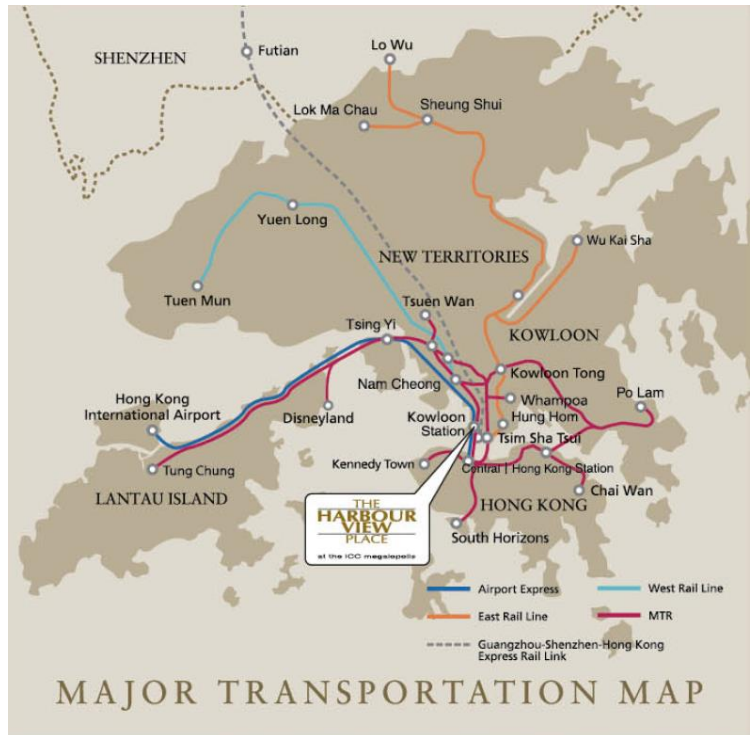 SHENZHEN
Futian
Lo Wu
Lok Ma Chau
Sheung Shui
Yuen Long
Wu Kai Sha
NEW TERRITORIES
Tuen Mun
Tsuen Wan
Tsing Yi
KOWLOON
Nam Cheong
Kowloon Tong
Hong Kong
International Airport
Disneyland
Whampoa
Po Lam
Kowloon
Station
Hung Hom
Tsim Sha Tsui
Tung Chung
Kennedy Town
Central | Hong Kong Station
LANTAU ISLAND
Chai Wan
HONG KONG
THE
HARBOUR
VIEW
PLACE
at the ICC megalopolis
South Horizons
Airport Express
West Rail Line
East Rail Line
MTR
Guangzhou-Shenzhen-Hong Kong
Express Rail Link
MAJOR TRANSPORTATION MAP